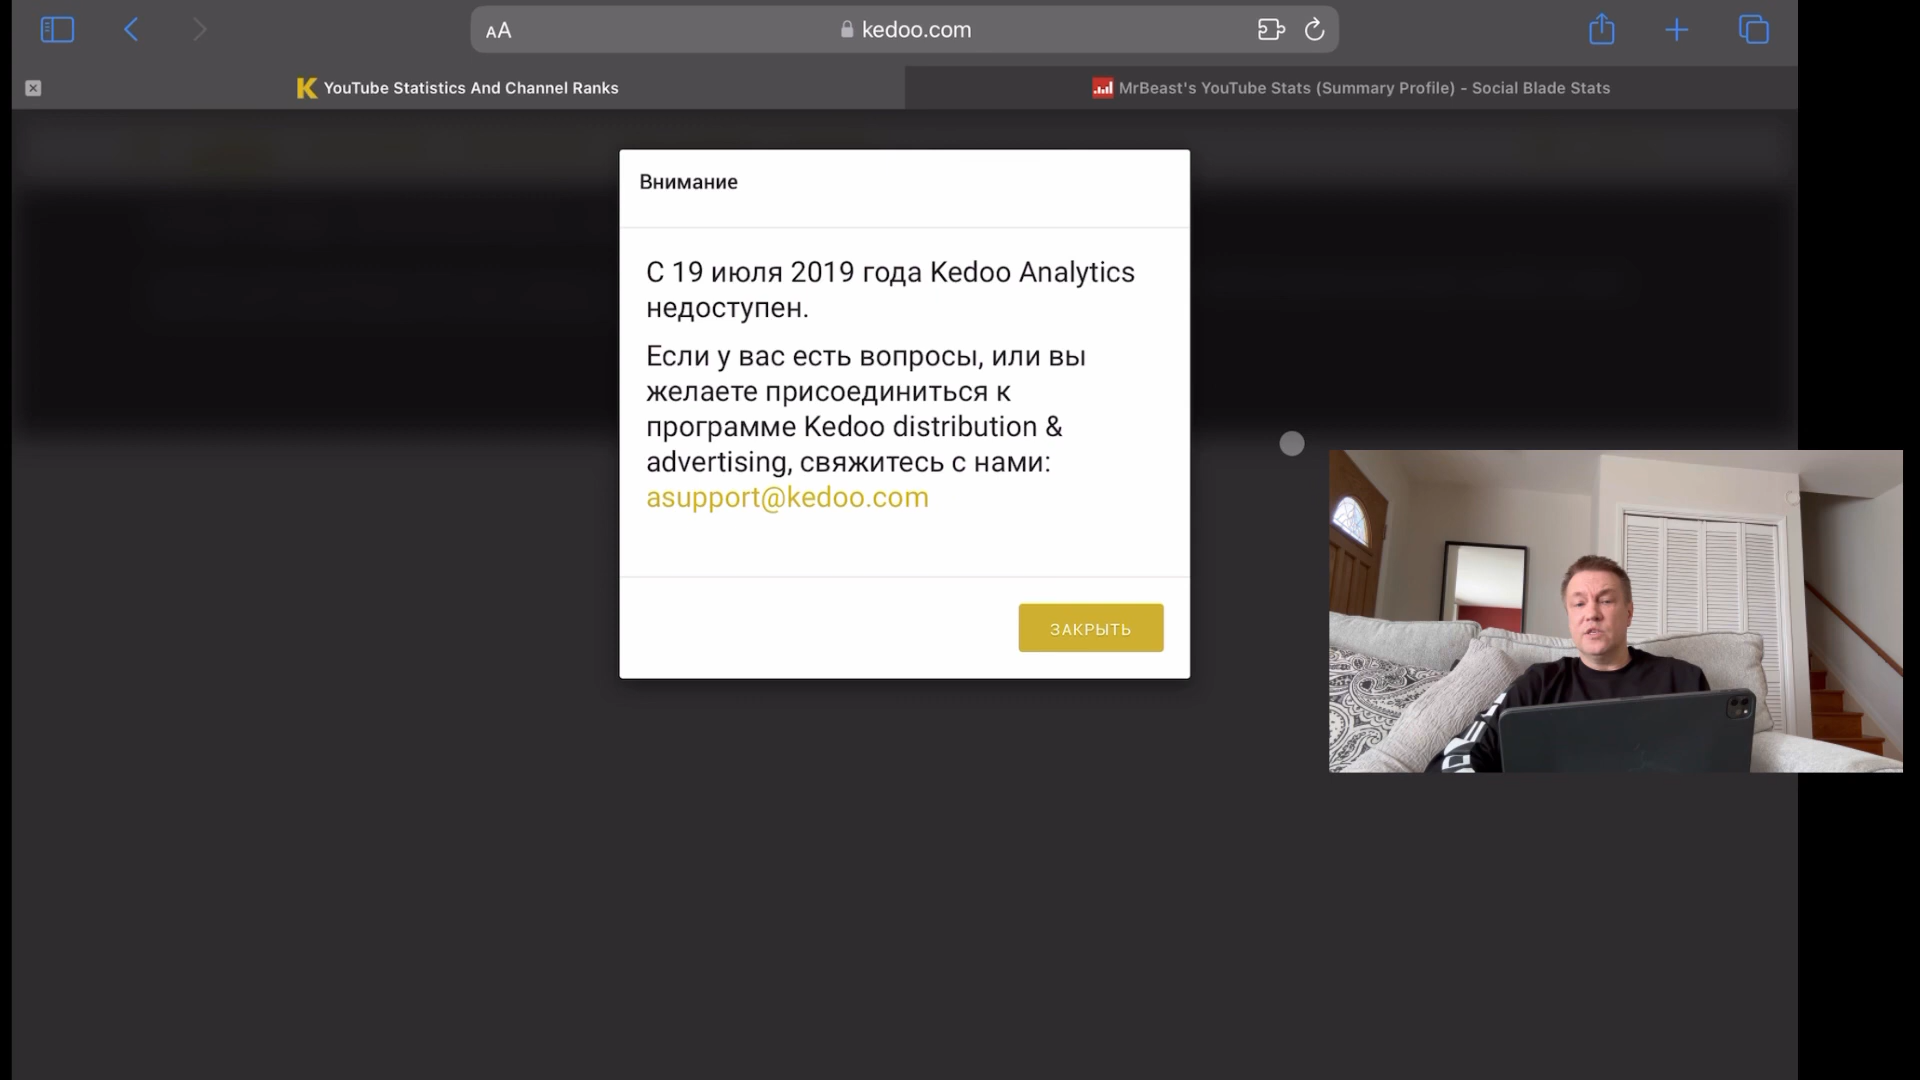 AA
kedoo.com
YouTube Statistics And Channel Ranks
MrBeast's YouTube Stats (Summary Profile) - Social Blade Stats
Внимание
С 19 июля 2019 года Kedoo Analytics
недоступен.
Если у вас есть вопросы, или вы
желаете присоединиться к
программе Kedoo distribution &
advertising, свяжитесь с нами:
asupport@kedoo.com
ЗАКРЫТЬ